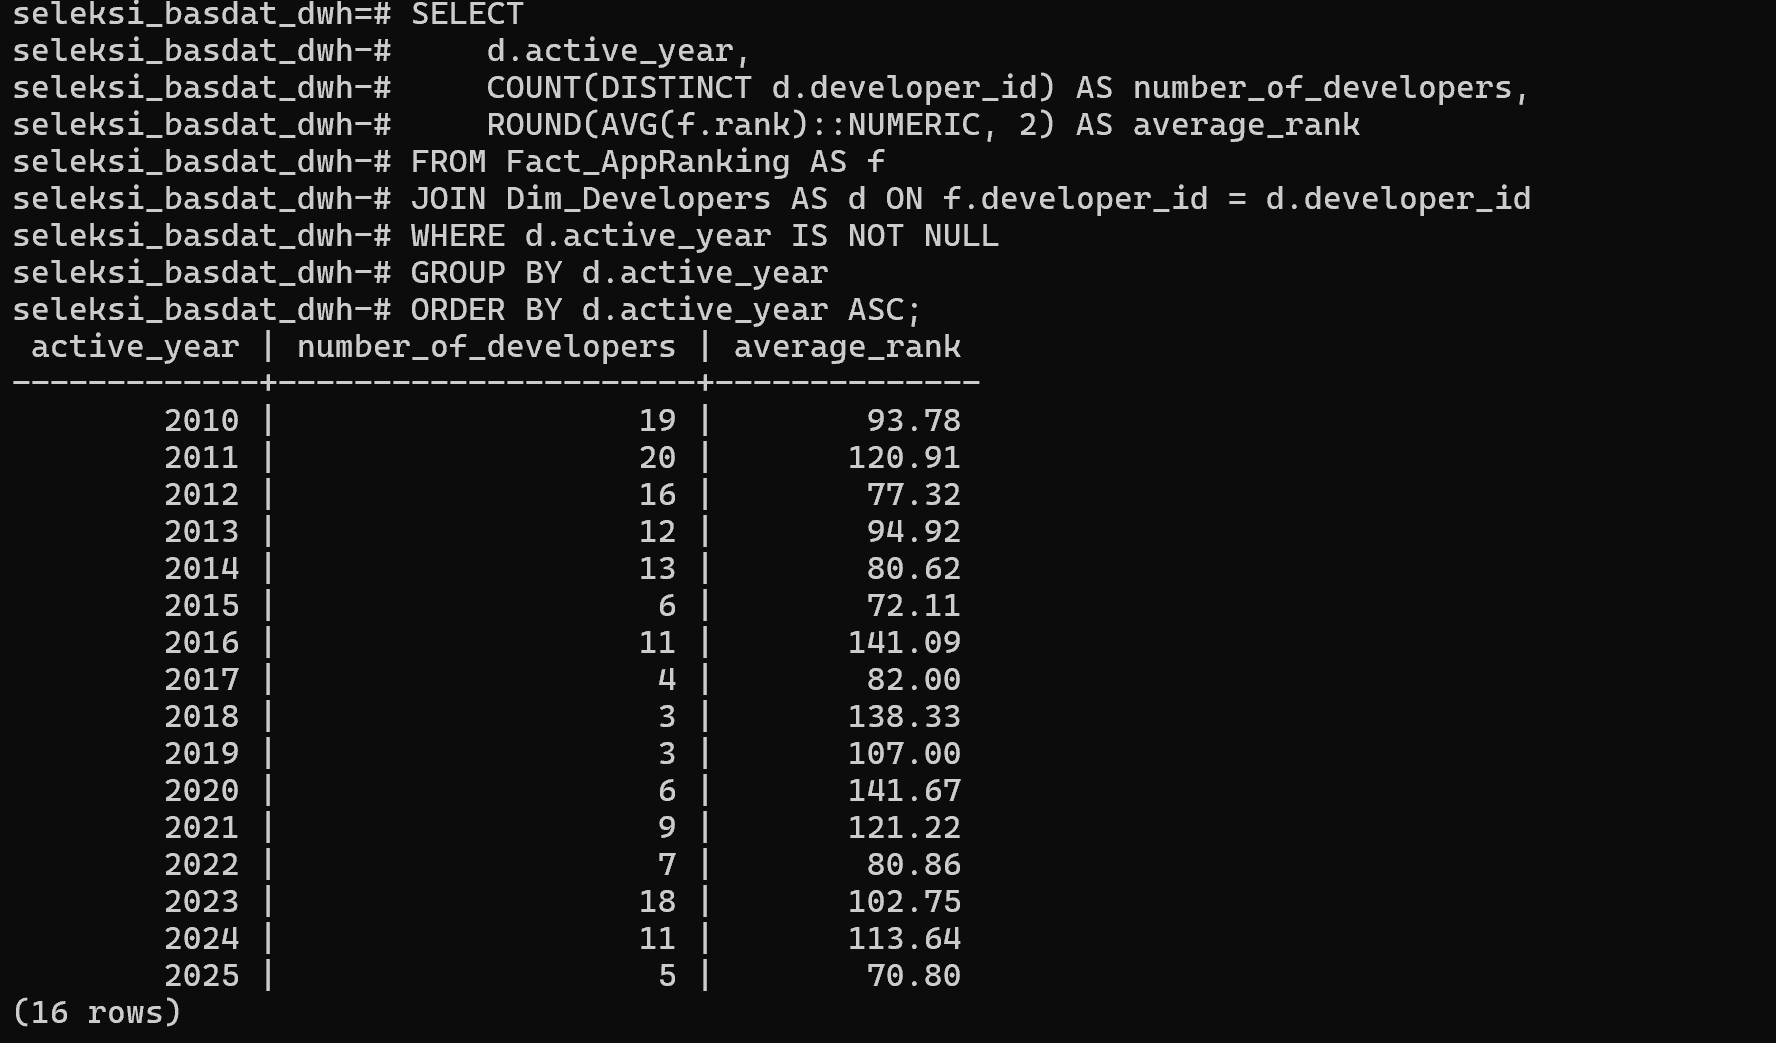 seleksi_basdat_dwh=# SELECT
seleksi_basdat_dwh-#     d.active_year,
seleksi_basdat_dwh-#     COUNT(DISTINCT d.developer_id) AS number_of_developers,
seleksi_basdat_dwh-#     ROUND(AVG(f.rank)::NUMERIC, 2) AS average_rank
seleksi_basdat_dwh-# FROM Fact_AppRanking AS f
seleksi_basdat_dwh-# JOIN Dim_Developers AS d ON f.developer_id = d.developer_id
seleksi_basdat_dwh-# WHERE d.active_year IS NOT NULL
seleksi_basdat_dwh-# GROUP BY d.active_year
seleksi_basdat_dwh-# ORDER BY d.active_year ASC;
 active_year | number_of_developers | average_rank
-------------+----------------------+--------------
        2010 |                   19 |        93.78
        2011 |                   20 |       120.91
        2012 |                   16 |        77.32
        2013 |                   12 |        94.92
        2014 |                   13 |        80.62
        2015 |                    6 |        72.11
        2016 |                   11 |       141.09
        2017 |                    4 |        82.00
        2018 |                    3 |       138.33
        2019 |                    3 |       107.00
        2020 |                    6 |       141.67
        2021 |                    9 |       121.22
        2022 |                    7 |        80.86
        2023 |                   18 |       102.75
        2024 |                   11 |       113.64
        2025 |                    5 |        70.80
(16 rows)